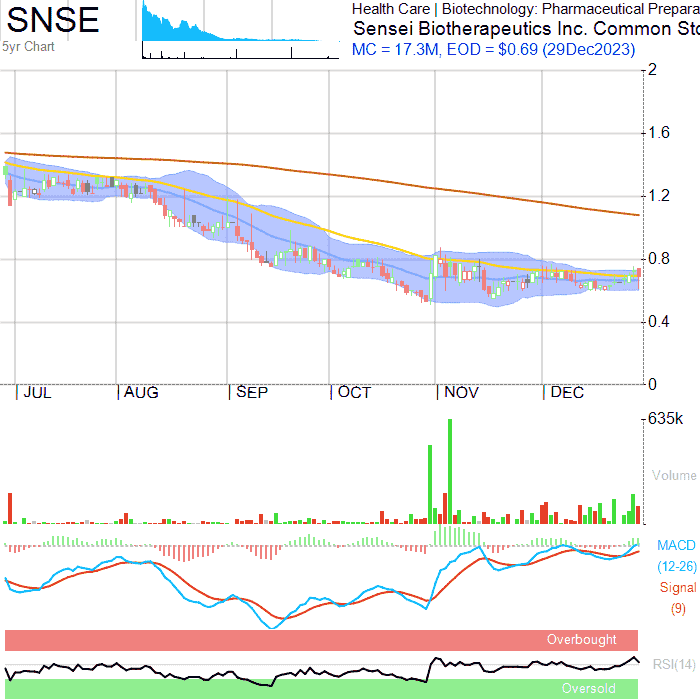 SNSE
5yr Chart
Health Care | Biotechnology: Pharmaceutical Prepara
Sensei Biotherapeutics Inc. Common Sto
MC = 17.3M, EOD = $0.69 (29Dec2023)
2
1.6
1.2
0.8
0.4
0
JUL AUG SEP OCT NOV DEC
635k
Volume
MACD
(12-26)
Signal
(9)
Overbought
RSI(14)
Oversold